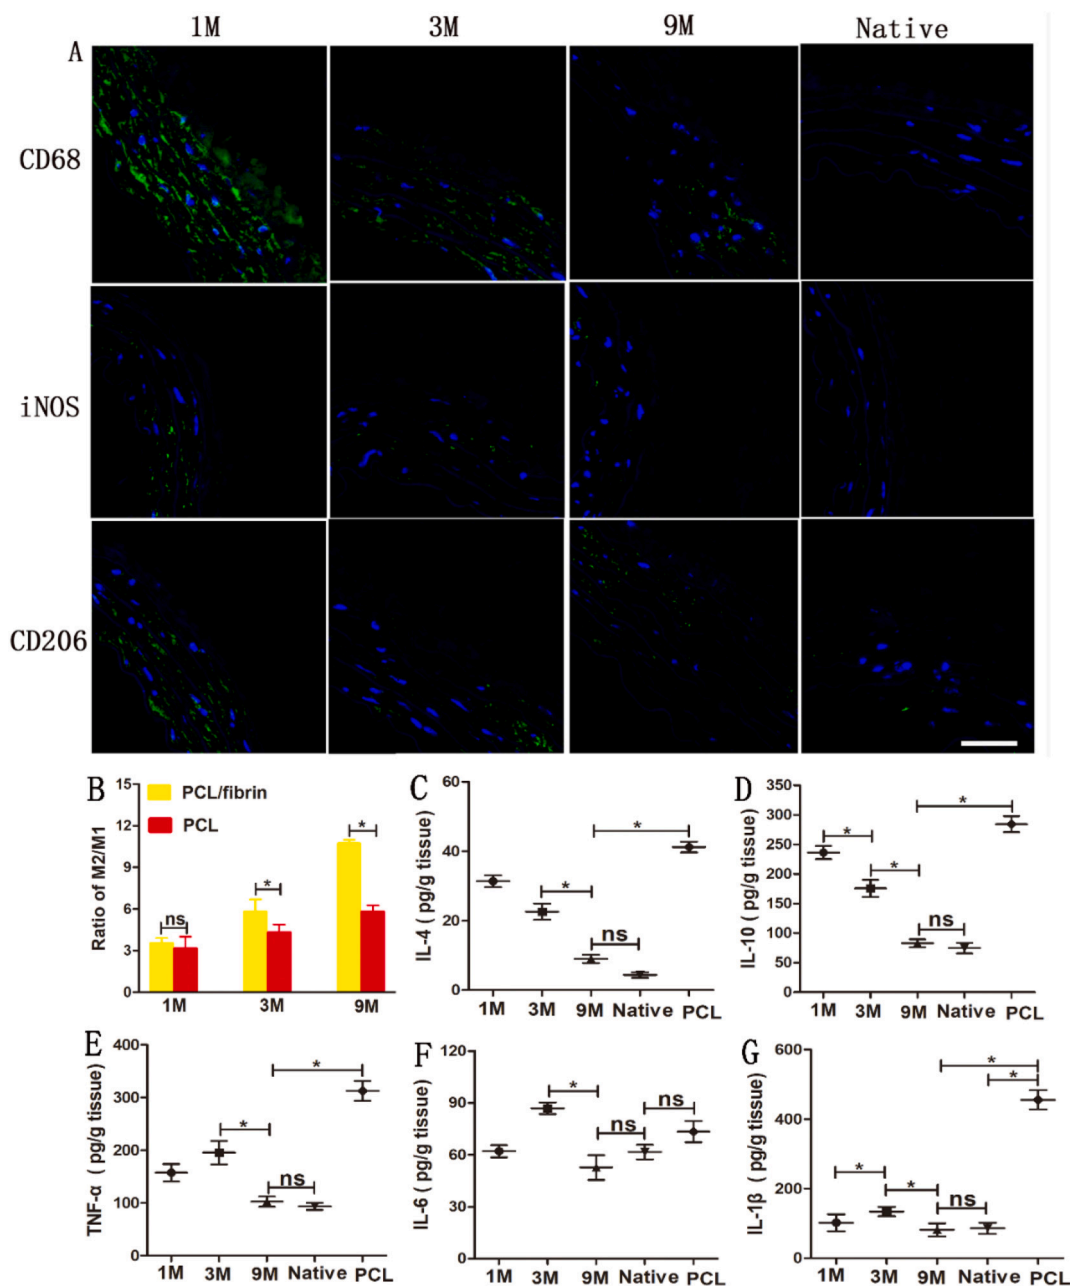 1M 3M 9M Native
A
CD68
iNOS
CD206
B
PCL/fibrin
PCL
Ratio of M2/M1
15
12
9
6
3
0
ns
*
*
1M 3M 9M
C
IL-4 ( pg/g tissue)
60
40
20
0
*
*
ns
1M 3M 9M Native PCL
D
IL-10 ( pg/g tissue)
350
300
250
200
150
100
50
0
*
*
*
ns
1M 3M 9M Native PCL
E
TNF-α ( pg/g tissue)
400
300
200
100
0
*
*
ns
1M 3M 9M Native PCL
F
IL-6 ( pg/g tissue)
120
90
60
30
0
*
ns
ns
1M 3M 9M Native PCL
G
IL-1β ( pg/g tissue)
600
400
200
0
*
*
*
*
ns
1M 3M 9M Native PCL